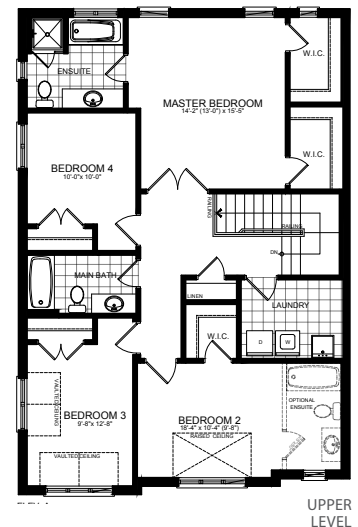 ENSUITE
W.I.C.
MASTER BEDROOM
14'-2" (13'-0") x 15'-5"
W.I.C.
BEDROOM 4
10'-0"x 10'-0"
RAILING
RAILING
DN.
MAIN BATH
LINEN
LAUNDRY
W.I.C.
D
W
VAULTED CEILING
BEDROOM 3
9'-8"x 12'-8"
VAULTED CEILING
BEDROOM 2
18'-4"x 10'-4" (9'-8")
RAISED CEILING
OPTIONAL
ENSUITE
UPPER
LEVEL